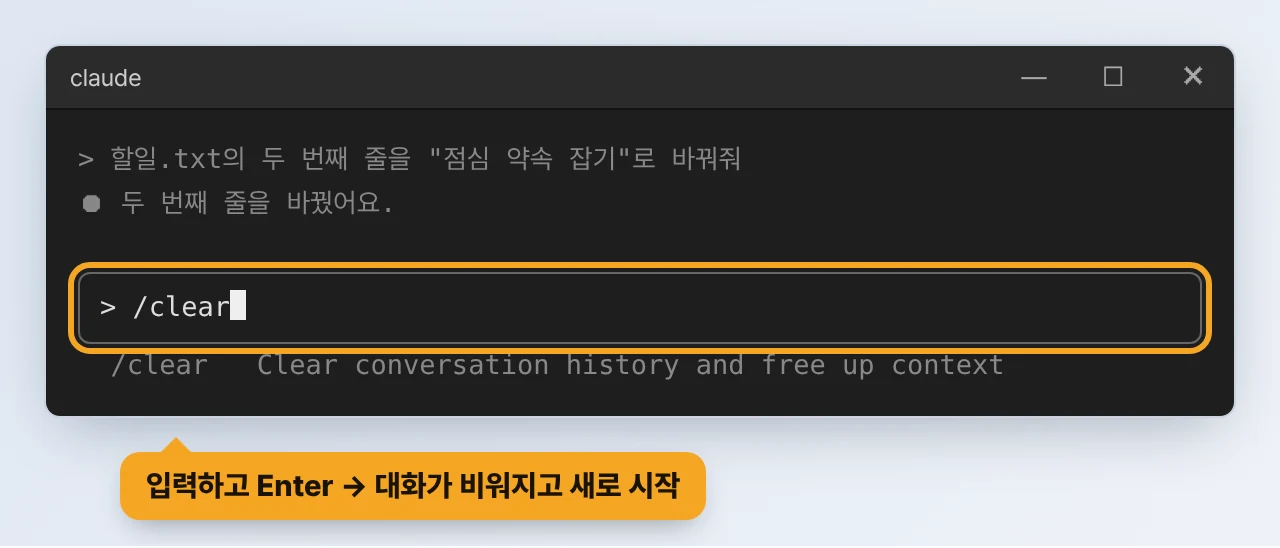 claude
> 할일.txt의 두 번째 줄을 "점심 약속 잡기"로 바꿔줘
● 두 번째 줄을 바꿨어요.
> /clear
/clear Clear conversation history and free up context
입력하고 Enter → 대화가 비워지고 새로 시작